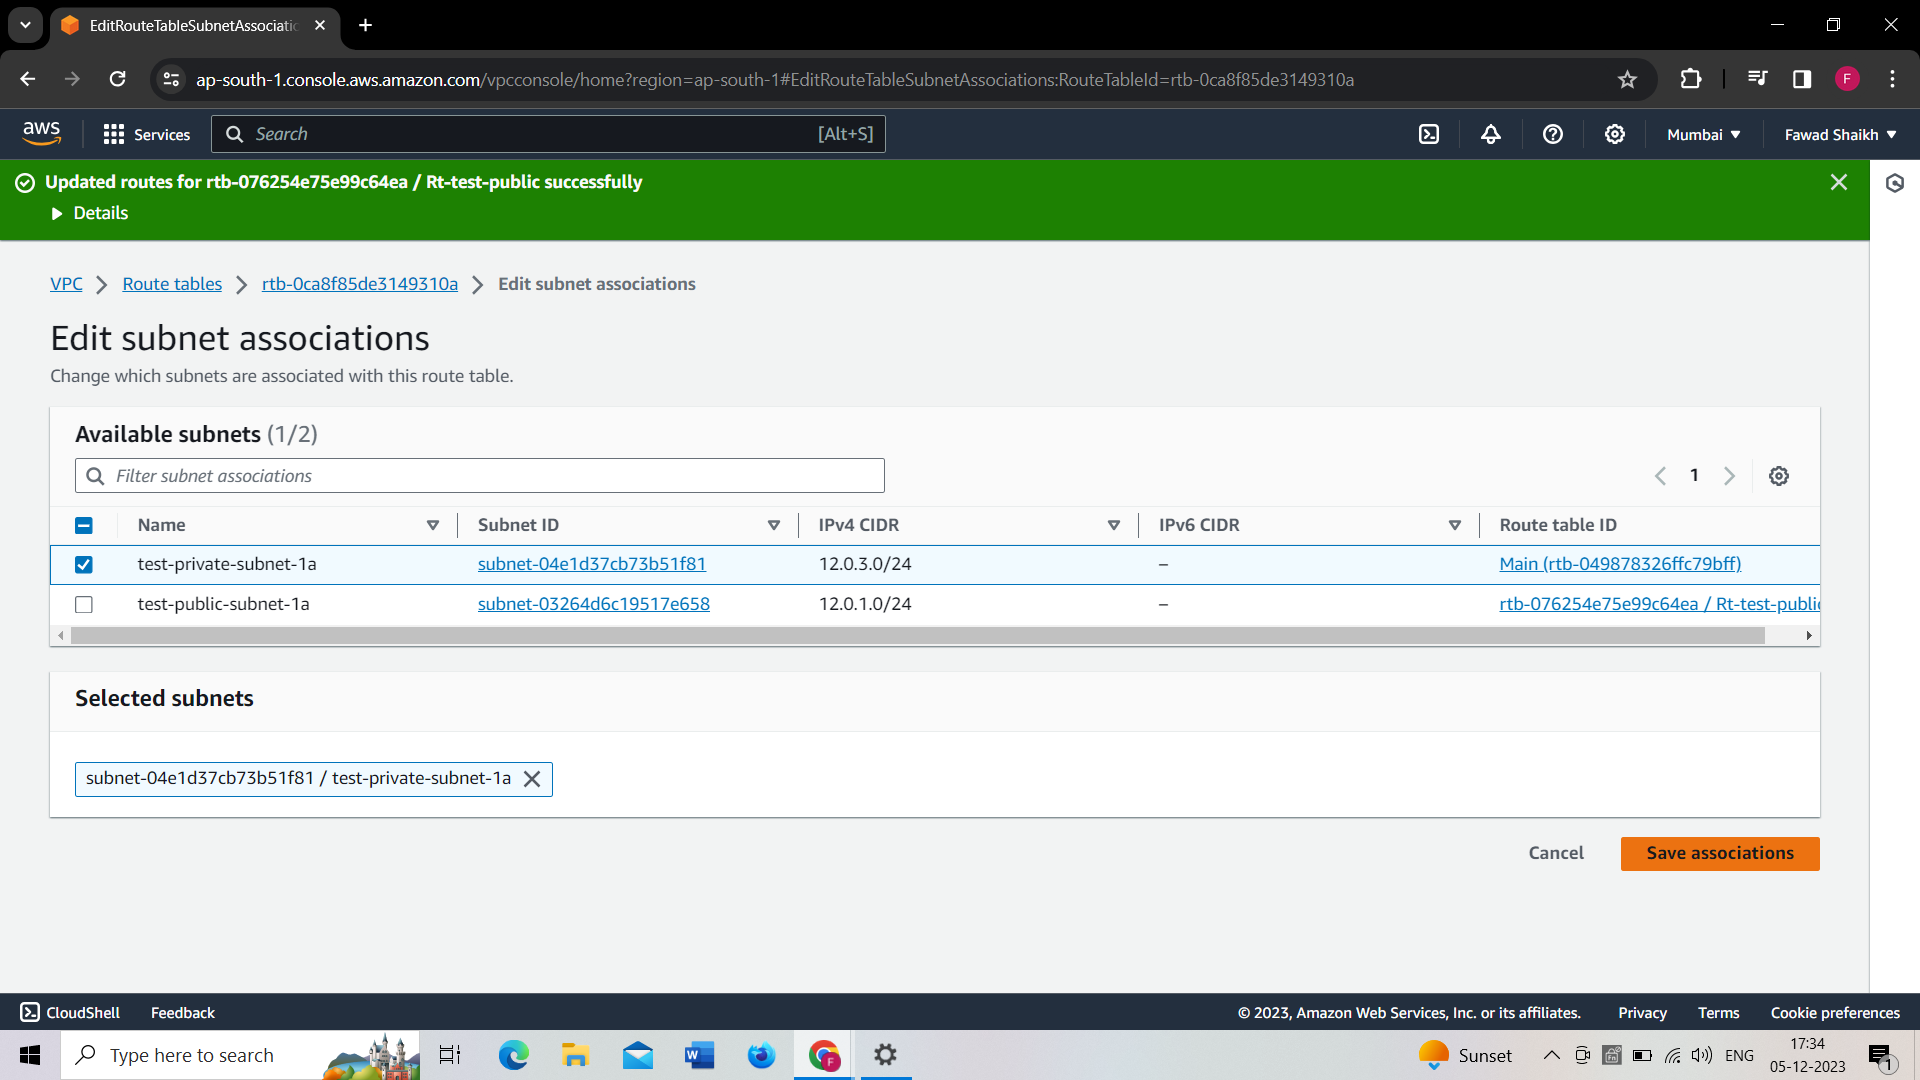 EditRouteTableSubnetAssociatio
ap-south-1.console.aws.amazon.com/vpcconsole/home?region=ap-south-1#EditRouteTableSubnetAssociations:RouteTableId=rtb-0ca8f85de3149310a
F
aws
Services
Search
[Alt+S]
Mumbai
Fawad Shaikh
Updated routes for rtb-076254e75e99c64ea / Rt-test-public successfully
Details
VPC
Route tables
rtb-0ca8f85de3149310a
Edit subnet associations
Edit subnet associations
Change which subnets are associated with this route table.
Available subnets (1/2)
Filter subnet associations
1
Name
Subnet ID
IPv4 CIDR
IPv6 CIDR
Route table ID
test-private-subnet-1a
subnet-04e1d37cb73b51f81
12.0.3.0/24
–
Main (rtb-049878326ffc79bff)
test-public-subnet-1a
subnet-03264d6c19517e658
12.0.1.0/24
–
rtb-076254e75e99c64ea / Rt-test-public
Selected subnets
subnet-04e1d37cb73b51f81 / test-private-subnet-1a
Cancel
Save associations
CloudShell
Feedback
© 2023, Amazon Web Services, Inc. or its affiliates.
Privacy
Terms
Cookie preferences
Type here to search
W
F
Sunset
ENG
17:34
05-12-2023
1